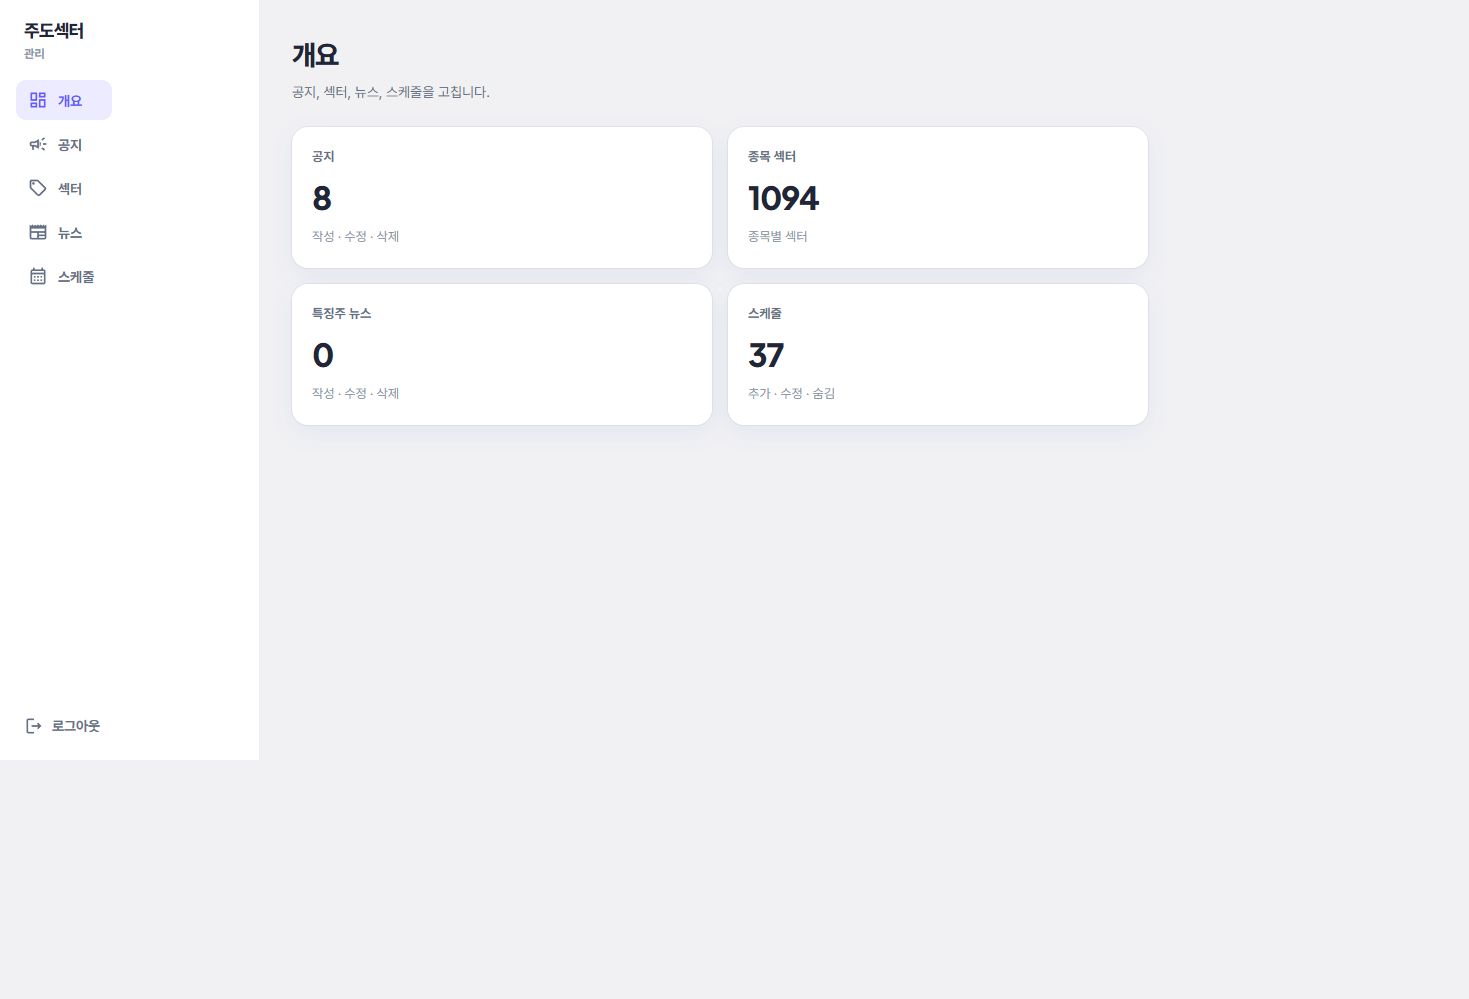 주도섹터
관리
개요
공지
섹터
뉴스
스케줄
로그아웃
개요
공지, 섹터, 뉴스, 스케줄을 고칩니다.
공지
8
작성 · 수정 · 삭제
종목 섹터
1094
종목별 섹터
특징주 뉴스
0
작성 · 수정 · 삭제
스케줄
37
추가 · 수정 · 숨김